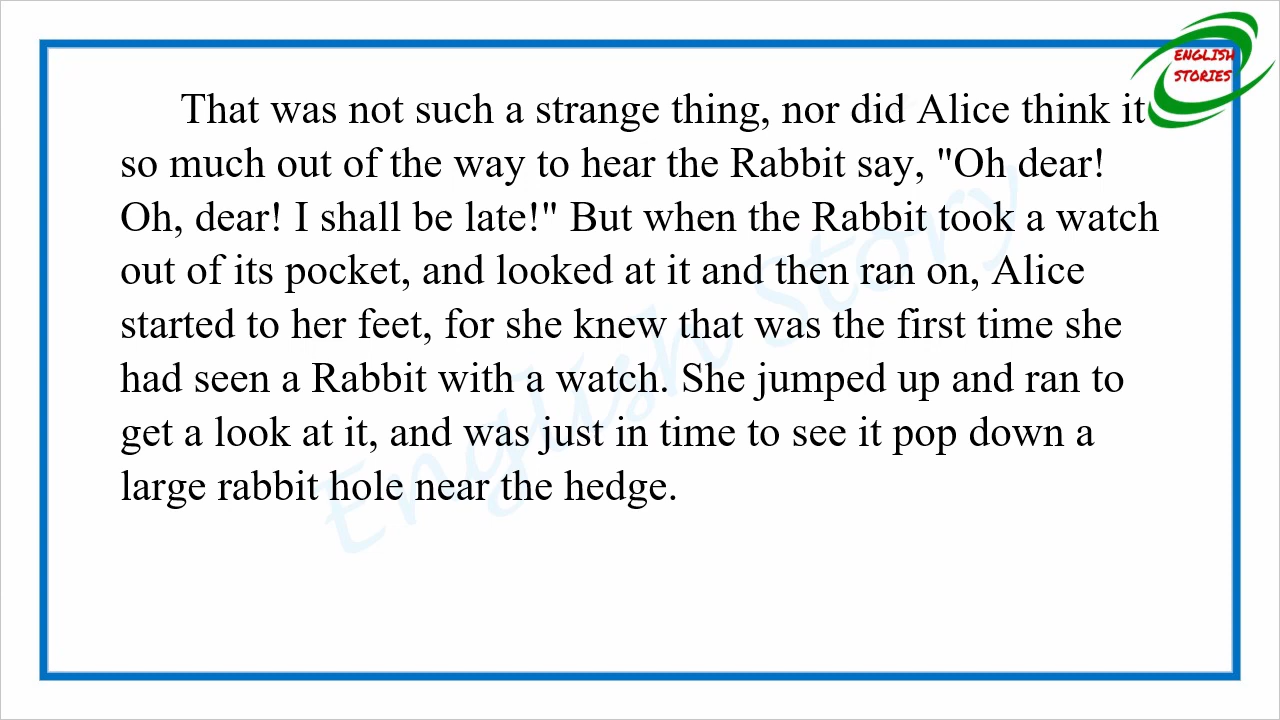 ENGLISH
STORIES
That was not such a strange thing, nor did Alice think it
so much out of the way to hear the Rabbit say, "Oh dear!
Oh, dear! I shall be late!" But when the Rabbit took a watch
out of its pocket, and looked at it and then ran on, Alice
started to her feet, for she knew that was the first time she
had seen a Rabbit with a watch. She jumped up and ran to
get a look at it, and was just in time to see it pop down a
large rabbit hole near the hedge.
English Story